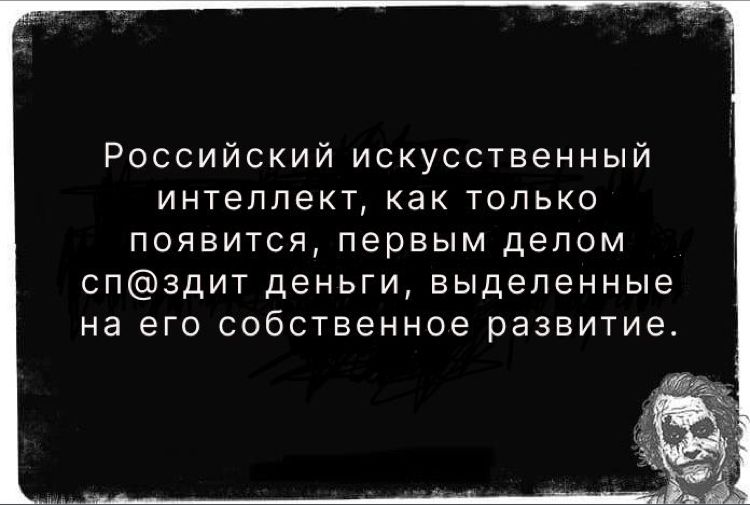 Российский искусственный
интеллект, как только
появится, первым делом
сп@здит деньги, выделенные
на его собственное развитие.